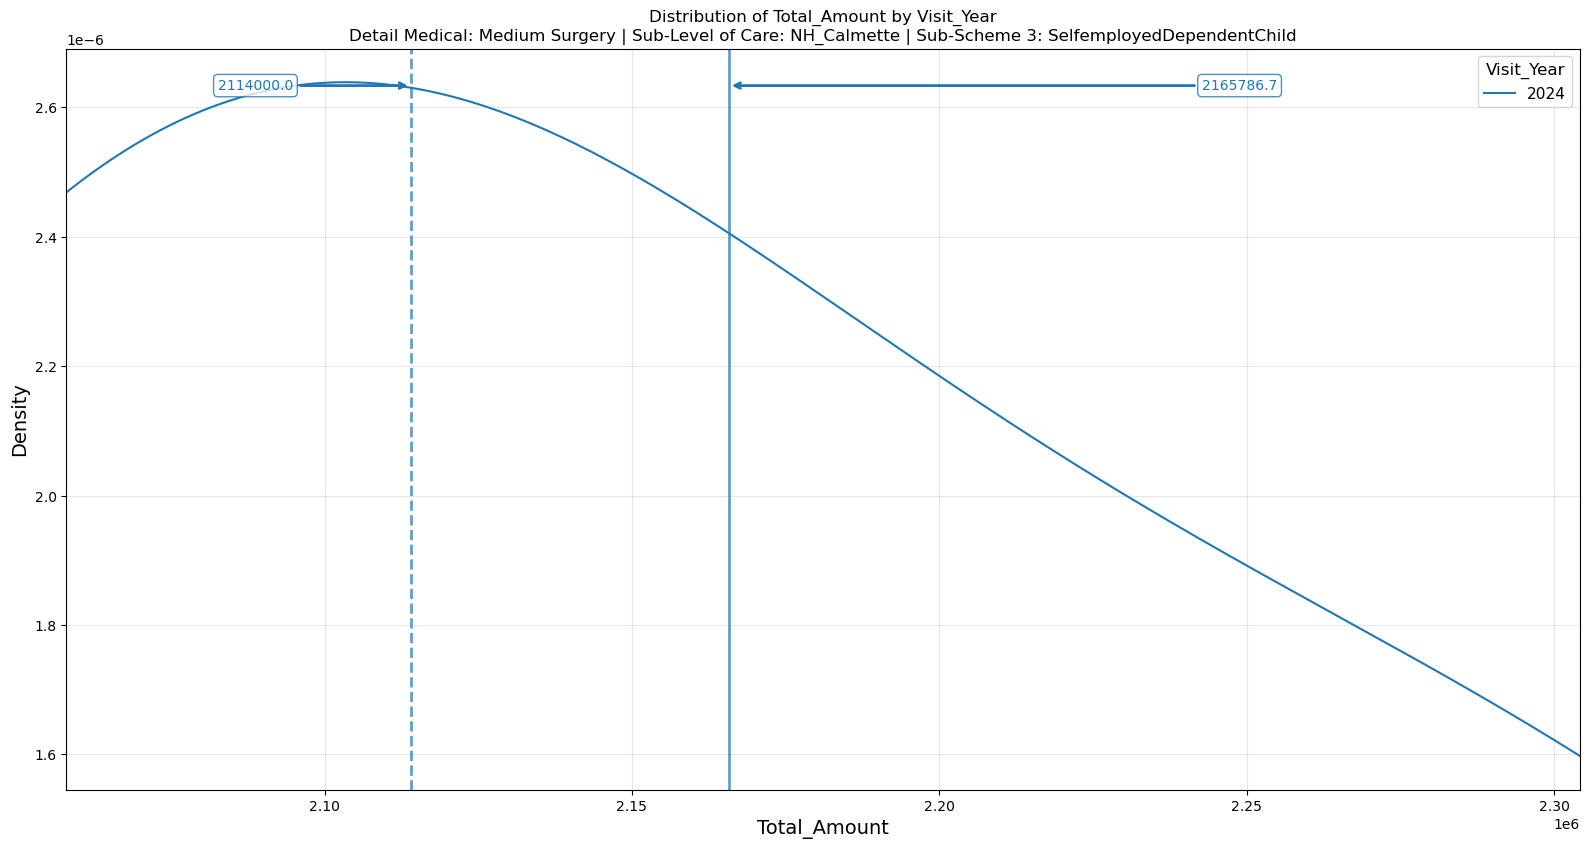 Distribution of Total_Amount by Visit_Year
Detail Medical: Medium Surgery | Sub-Level of Care: NH_Calmette | Sub-Scheme 3: SelfemployedDependentChild
1e−6
2114000.0
2165786.7
Visit_Year
2024
2.6
2.4
2.2
2.0
1.8
1.6
Density
2.10
2.15
2.20
2.25
2.30
1e6
Total_Amount